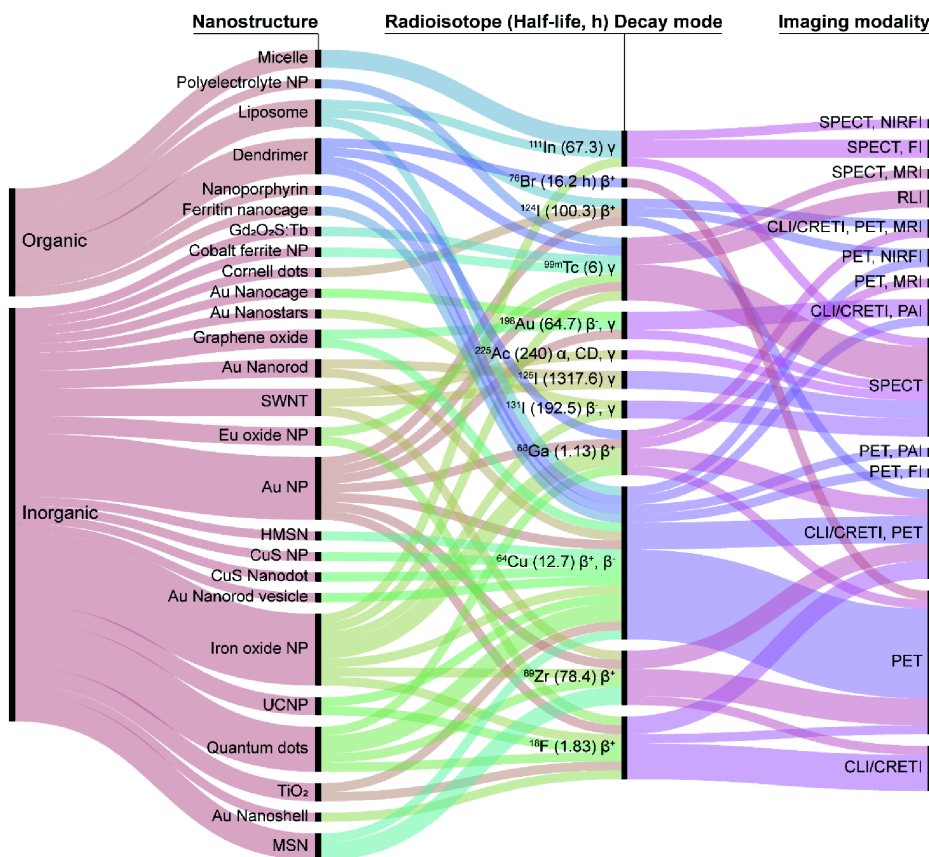 Nanostructure
Radioisotope (Half-life, h) Decay mode
Imaging modality
Organic
Inorganic
Micelle
Polyelectrolyte NP
Liposome
Dendrimer
Nanoporphyrin
Ferritin nanocage
Gd₂O₂S:Tb
Cobalt ferrite NP
Cornell dots
Au Nanocage
Au Nanostars
Graphene oxide
Au Nanorod
SWNT
Eu oxide NP
Au NP
HMSN
CuS NP
CuS Nanodot
Au Nanorod vesicle
Iron oxide NP
UCNP
Quantum dots
TiO₂
Au Nanoshell
MSN
¹¹¹In (67.3) γ
⁷⁶Br (16.2 h) β⁺
¹²⁴I (100.3) β⁺
⁹⁹ᵐTc (6) γ
¹⁹⁸Au (64.7) β⁻, γ
²²⁵Ac (240) α, CD, γ
¹²⁵I (1317.6) γ
¹³¹I (192.5) β⁻, γ
⁶⁸Ga (1.13) β⁺
⁶⁴Cu (12.7) β⁺, β⁻
⁸⁹Zr (78.4) β⁺
¹⁸F (1.83) β⁺
SPECT, NIRFI
SPECT, FI
SPECT, MRI
RLI
CLI/CRETI, PET, MRI
PET, NIRFI
PET, MRI
CLI/CRETI, PAI
SPECT
PET, PAI
PET, FI
CLI/CRETI, PET
PET
CLI/CRETI